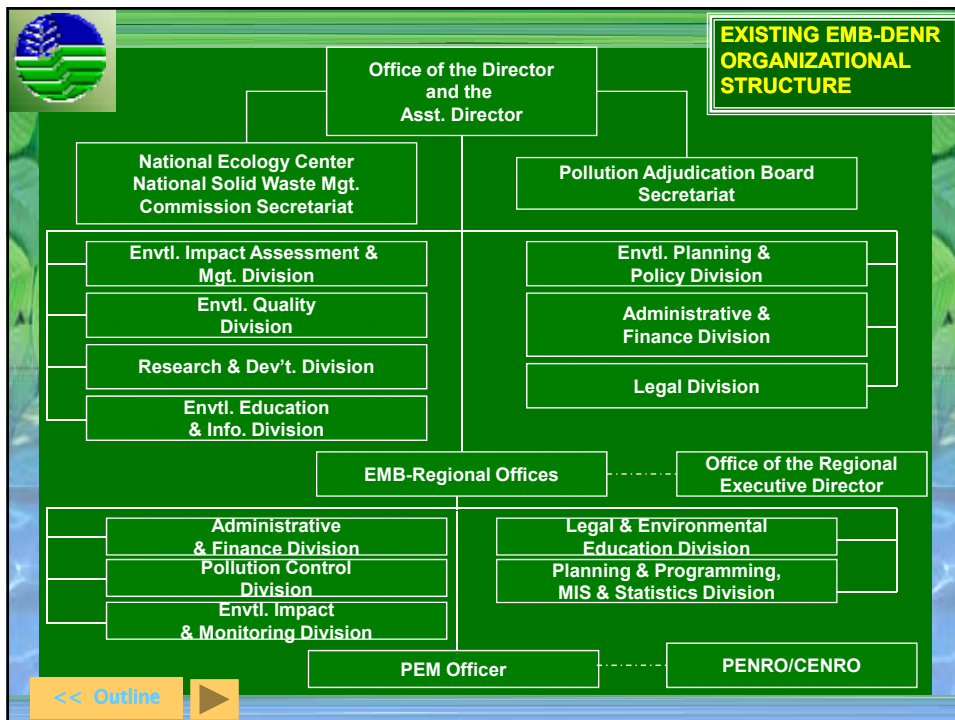 EXISTING EMB-DENR
ORGANIZATIONAL
STRUCTURE
Office of the Director
and the
Asst. Director
National Ecology Center
National Solid Waste Mgt.
Commission Secretariat
Pollution Adjudication Board
Secretariat
Envtl. Impact Assessment &
Mgt. Division
Envtl. Quality
Division
Research & Dev't. Division
Envtl. Education
& Info. Division
Envtl. Planning &
Policy Division
Administrative &
Finance Division
Legal Division
EMB-Regional Offices
Office of the Regional
Executive Director
Administrative
& Finance Division
Pollution Control
Division
Envtl. Impact
& Monitoring Division
Legal & Environmental
Education Division
Planning & Programming,
MIS & Statistics Division
PEM Officer
PENRO/CENRO
<< Outline